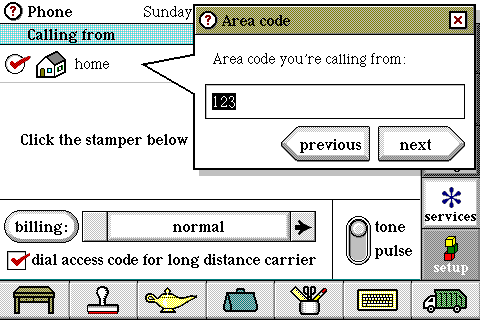 Phone
Sunday
Area code
Calling from
home
Area code you're calling from:
123
previous
next
Click the stamper below
billing:
normal
tone
pulse
dial access code for long distance carrier
services
setup